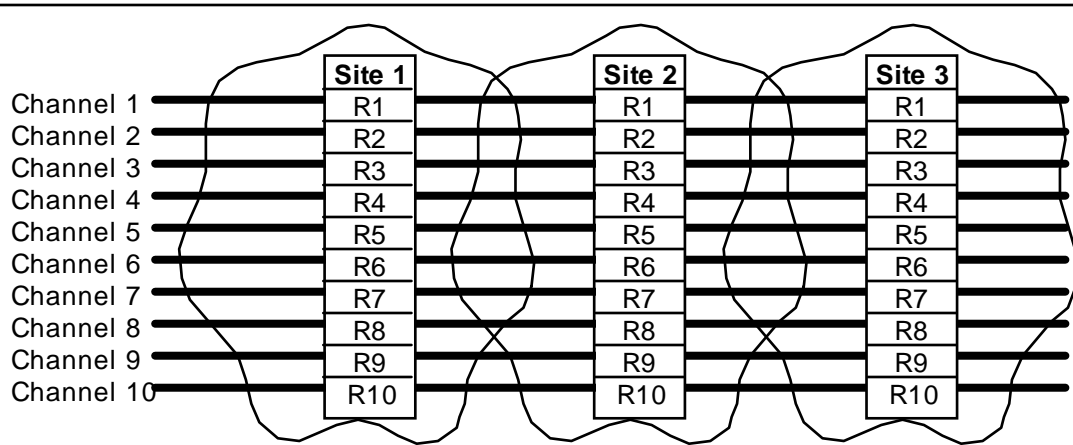 Site 1 Site 2 Site 3
Channel 1 R1 R1 R1
Channel 2 R2 R2 R2
Channel 3 R3 R3 R3
Channel 4 R4 R4 R4
Channel 5 R5 R5 R5
Channel 6 R6 R6 R6
Channel 7 R7 R7 R7
Channel 8 R8 R8 R8
Channel 9 R9 R9 R9
Channel 10 R10 R10 R10